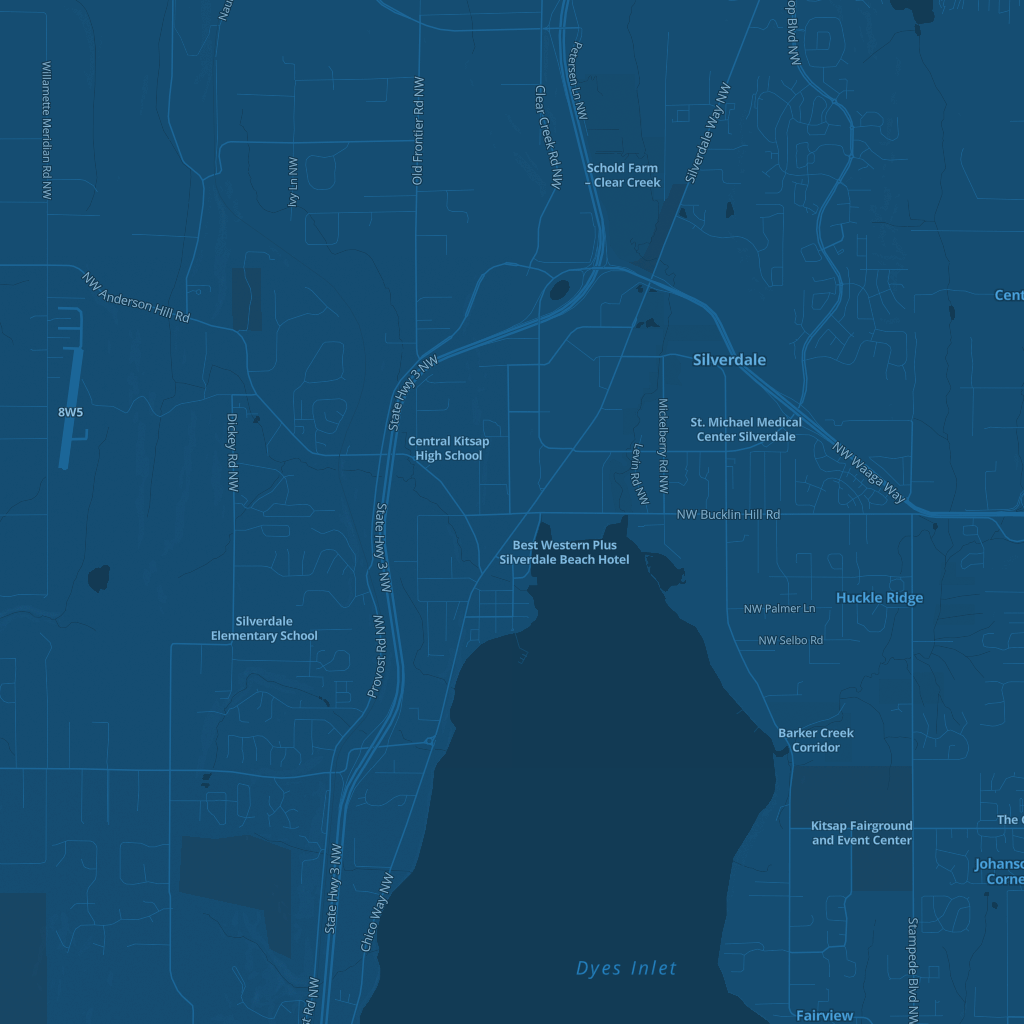 Willamette Meridian Rd NW
Old Frontier Rd NW
Clear Creek Rd NW
Petersen Ln NW
Silverdale Way NW
Blvd NW
Ivy Ln NW
Schold Farm
– Clear Creek
NW Anderson Hill Rd
State Hwy 3 NW
Silverdale
8W5
Dickey Rd NW
Central Kitsap
High School
Levin Rd NW
Mickelberry Rd NW
St. Michael Medical
Center Silverdale
NW Waaga Way
State Hwy 3 NW
NW Bucklin Hill Rd
Best Western Plus
Silverdale Beach Hotel
Huckle Ridge
NW Palmer Ln
Silverdale
Elementary School
NW Selbo Rd
Provost Rd NW
Barker Creek
Corridor
Kitsap Fairground
and Event Center
The
State Hwy 3 NW
Chico Way NW
Stampede Blvd NW
Dyes Inlet
Rd NW
Fairview